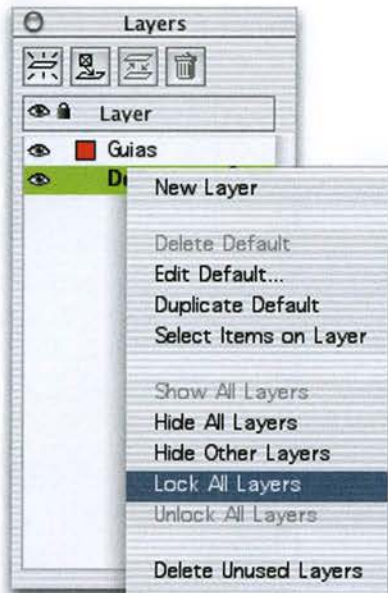 Layers
Layer
Guias
New Layer
Delete Default
Edit Default...
Duplicate Default
Select Items on Layer
Show All Layers
Hide All Layers
Hide Other Layers
Lock All Layers
Unlock All Layers
Delete Unused Layers